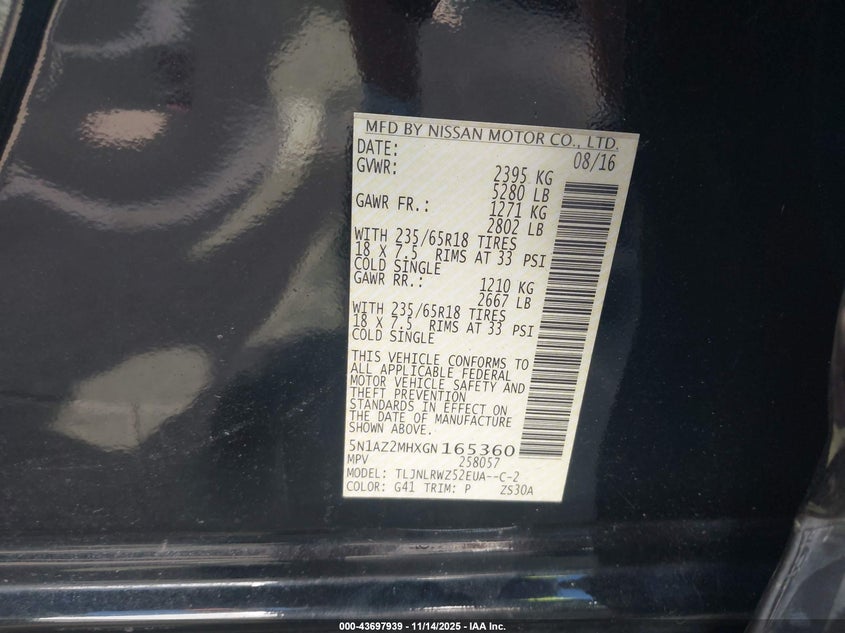 MFD BY NISSAN MOTOR CO., LTD.
DATE: 08/16
GVWR: 2395 KG
5280 LB
GAWR FR.: 1271 KG
2802 LB
WITH 235/65R18 TIRES
18 X 7.5 RIMS AT 33 PSI
COLD SINGLE
GAWR RR.: 1210 KG
2667 LB
WITH 235/65R18 TIRES
18 X 7.5 RIMS AT 33 PSI
COLD SINGLE
THIS VEHICLE CONFORMS TO
ALL APPLICABLE FEDERAL
MOTOR VEHICLE SAFETY AND
THEFT PREVENTION
STANDARDS IN EFFECT ON
THE DATE OF MANUFACTURE
SHOWN ABOVE.
5N1AZ2MHXGN165360
MPV 258057
MODEL: TLJNLRWZ52EUA--C-2
COLOR: G41 TRIM: P ZS30A
000-43697939 - 11/14/2025 - IAA Inc.